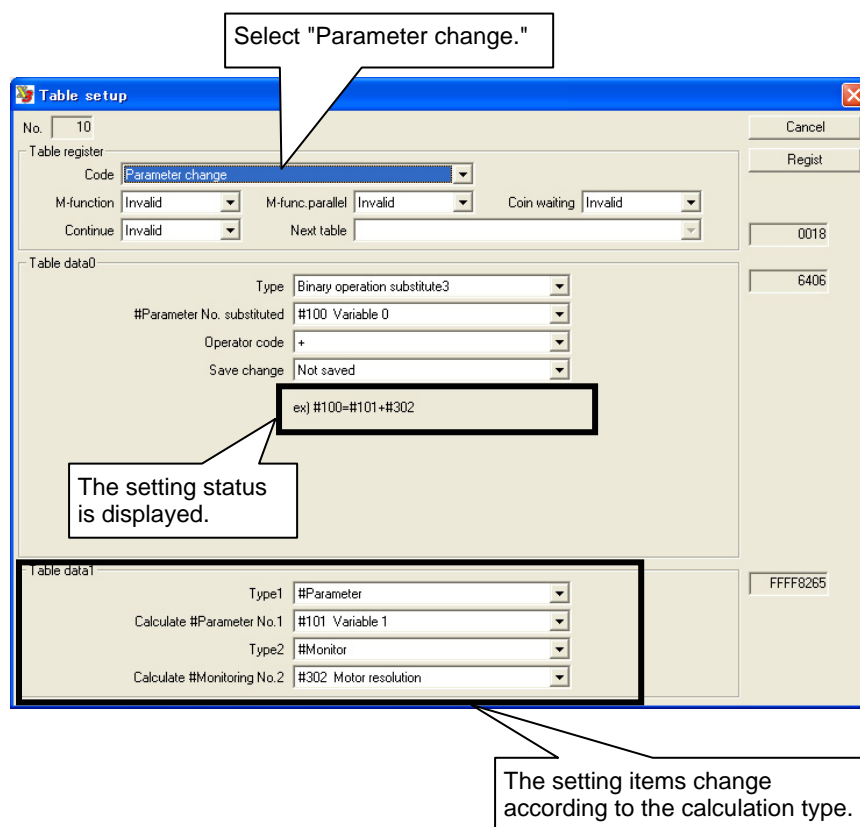 Select "Parameter change."
Table setup
No. 10
Cancel
Table register
Regist
Code Parameter change
M-function Invalid M-func.parallel Invalid Coin waiting Invalid
Continue Invalid Next table
0018
Table data0
6406
Type Binary operation substitute3
#Parameter No. substituted #100 Variable 0
Operator code +
Save change Not saved
ex) #100=#101+#302
The setting status
is displayed.
Table data1
FFFF8265
Type1 #Parameter
Calculate #Parameter No.1 #101 Variable 1
Type2 #Monitor
Calculate #Monitoring No.2 #302 Motor resolution
The setting items change
according to the calculation type.